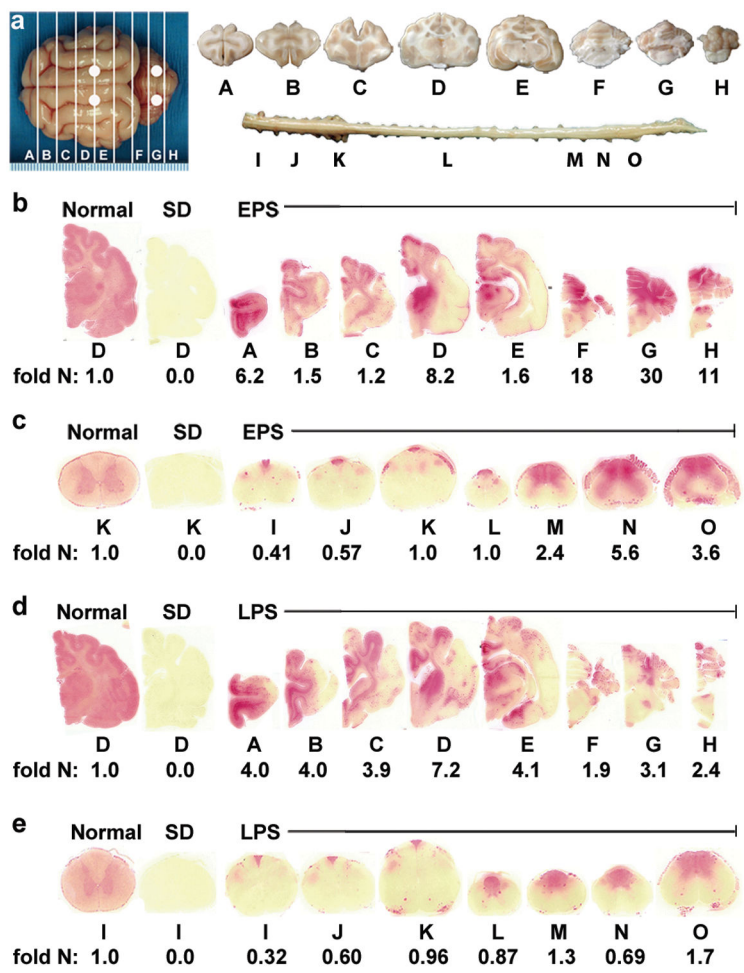 a
A B C D E F G H
A B C D E F G H
I J K L M N O
b
Normal SD EPS
D D A B C D E F G H
fold N: 1.0 0.0 6.2 1.5 1.2 8.2 1.6 18 30 11
c
Normal SD EPS
K K I J K L M N O
fold N: 1.0 0.0 0.41 0.57 1.0 1.0 2.4 5.6 3.6
d
Normal SD LPS
D D A B C D E F G H
fold N: 1.0 0.0 4.0 4.0 3.9 7.2 4.1 1.9 3.1 2.4
e
Normal SD LPS
I I I J K L M N O
fold N: 1.0 0.0 0.32 0.60 0.96 0.87 1.3 0.69 1.7